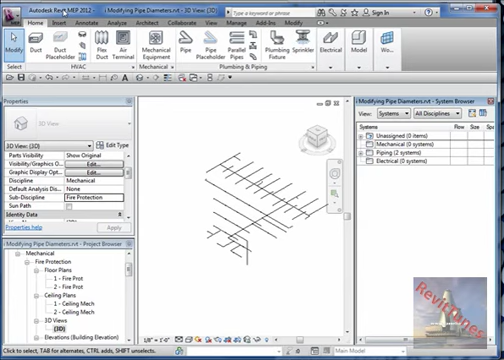 Autodesk Revit MEP 2012 - Modifying Pipe Diameters.rvt - 3D View: {3D}
Type a keyword or phrase
Home Insert Annotate Analyze Architect Collaborate View Manage Add-Ins Modify
Modify Duct Duct Placeholder Flex Duct Air Terminal Mechanical Equipment Pipe Pipe Placeholder Plumbing Fixture Sprinkler Electrical
Select HVAC Mechanical Plumbing & Piping
Properties
3D View
3D View: {3D} Edit Type
Parts Visibility Show Original
Visibility/Graphics O... Edit...
Graphic Display Opt... Edit...
Discipline Mechanical
Default Analysis Dis... None
Sub-Discipline Fire Protection
Sun Path
Identity Data
Properties help Apply
Modifying Pipe Diameters.rvt - Project Browser
Mechanical
Fire Protection
Floor Plans
1 - Fire Prot
2 - Fire Prot
Ceiling Plans
1 - Ceiling Mech
2 - Ceiling Mech
3D Views
{3D}
Elevations (Building Elevation)
1/8" = 1'-0"
Modifying Pipe Diameters.rvt - System Browser
View: Systems All Disciplines
Systems Flow Size
Unassigned (0 items)
Mechanical (0 systems)
Piping (2 systems)
Electrical (0 systems)
RevitTunes
Click to select, TAB for alternates, CTRL adds, SHIFT unselects.
Main Model